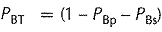 P_BT = (1 - P_Bp - P_Bs)